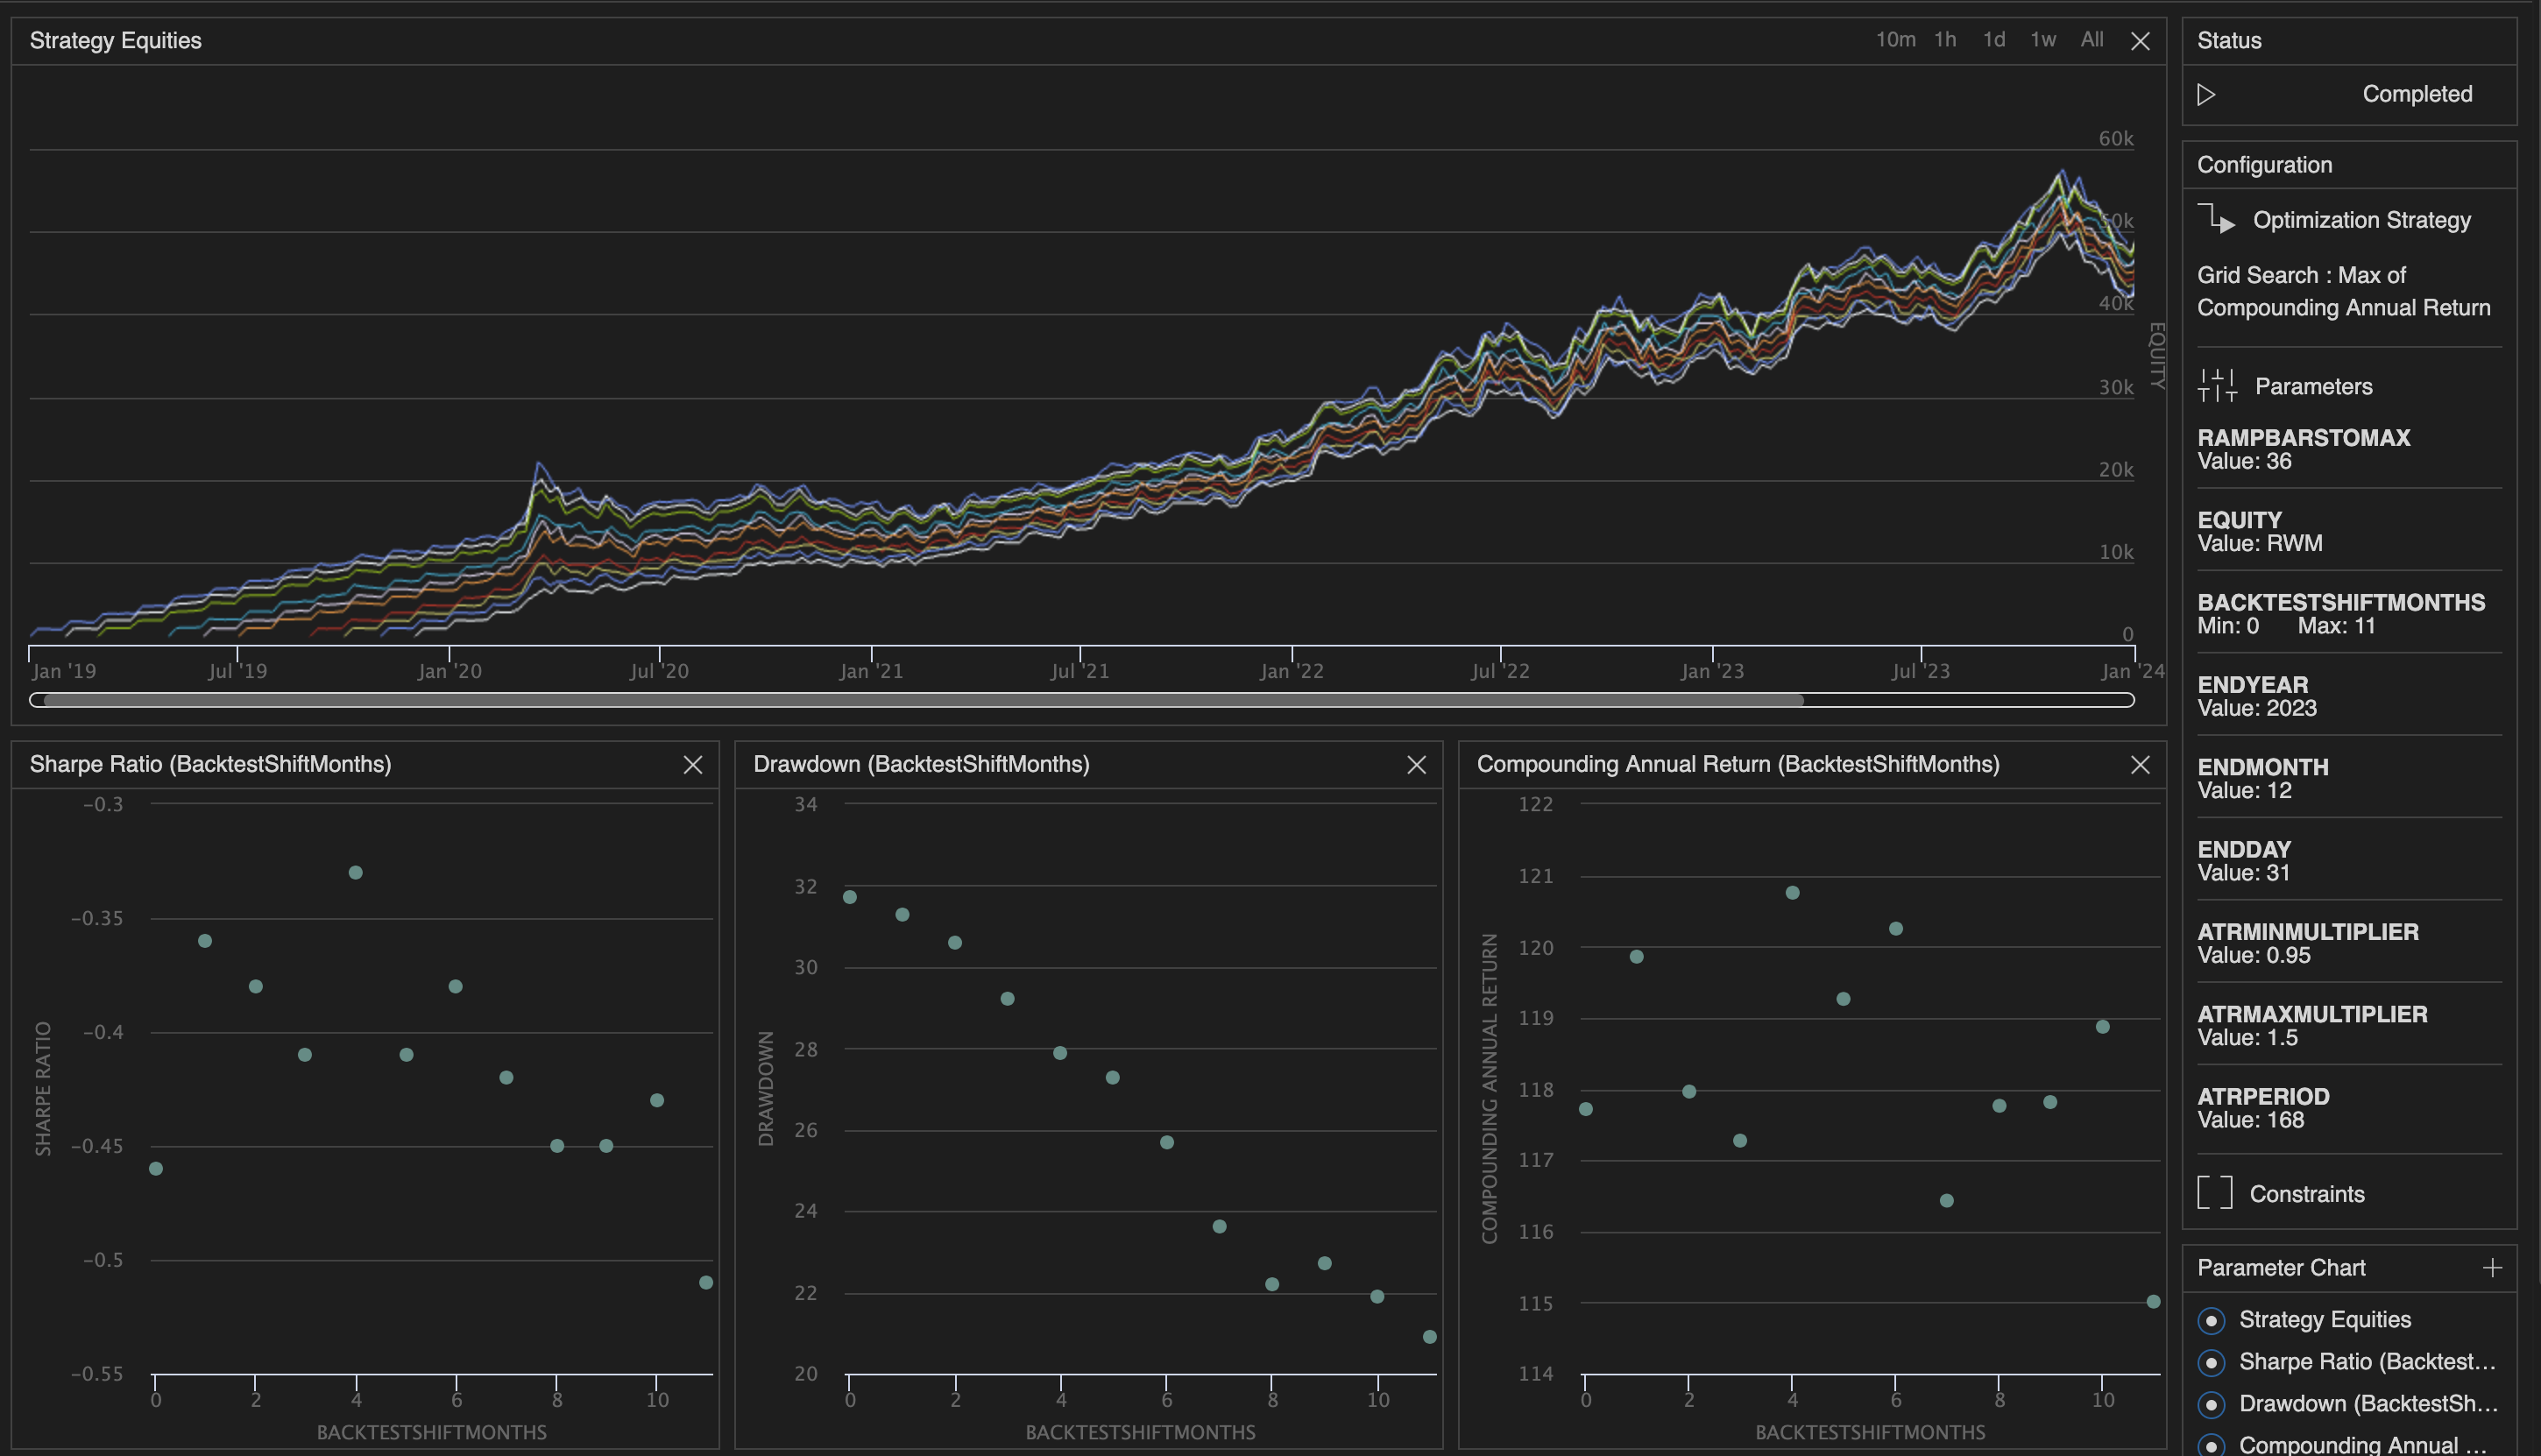 Strategy Equities
10m 1h 1d 1w All
60k
50k
40k
30k
20k
10k
0
EQUITY
Jan '19 Jul '19 Jan '20 Jul '20 Jan '21 Jul '21 Jan '22 Jul '22 Jan '23 Jul '23 Jan '24
Sharpe Ratio (BacktestShiftMonths)
−0.3
−0.35
−0.4
−0.45
−0.5
−0.55
SHARPE RATIO
0 2 4 6 8 10
BACKTESTSHIFTMONTHS
Drawdown (BacktestShiftMonths)
34
32
30
28
26
24
22
20
DRAWDOWN
0 2 4 6 8 10
BACKTESTSHIFTMONTHS
Compounding Annual Return (BacktestShiftMonths)
122
121
120
119
118
117
116
115
114
COMPOUNDING ANNUAL RETURN
0 2 4 6 8 10
BACKTESTSHIFTMONTHS
Status
Completed
Configuration
Optimization Strategy
Grid Search : Max of
Compounding Annual Return
Parameters
RAMPBARSTOMAX
Value: 36
EQUITY
Value: RWM
BACKTESTSHIFTMONTHS
Min: 0 Max: 11
ENDYEAR
Value: 2023
ENDMONTH
Value: 12
ENDDAY
Value: 31
ATRMINMULTIPLIER
Value: 0.95
ATRMAXMULTIPLIER
Value: 1.5
ATRPERIOD
Value: 168
Constraints
Parameter Chart
Strategy Equities
Sharpe Ratio (Backtest...
Drawdown (BacktestSh...
Compounding Annual ...